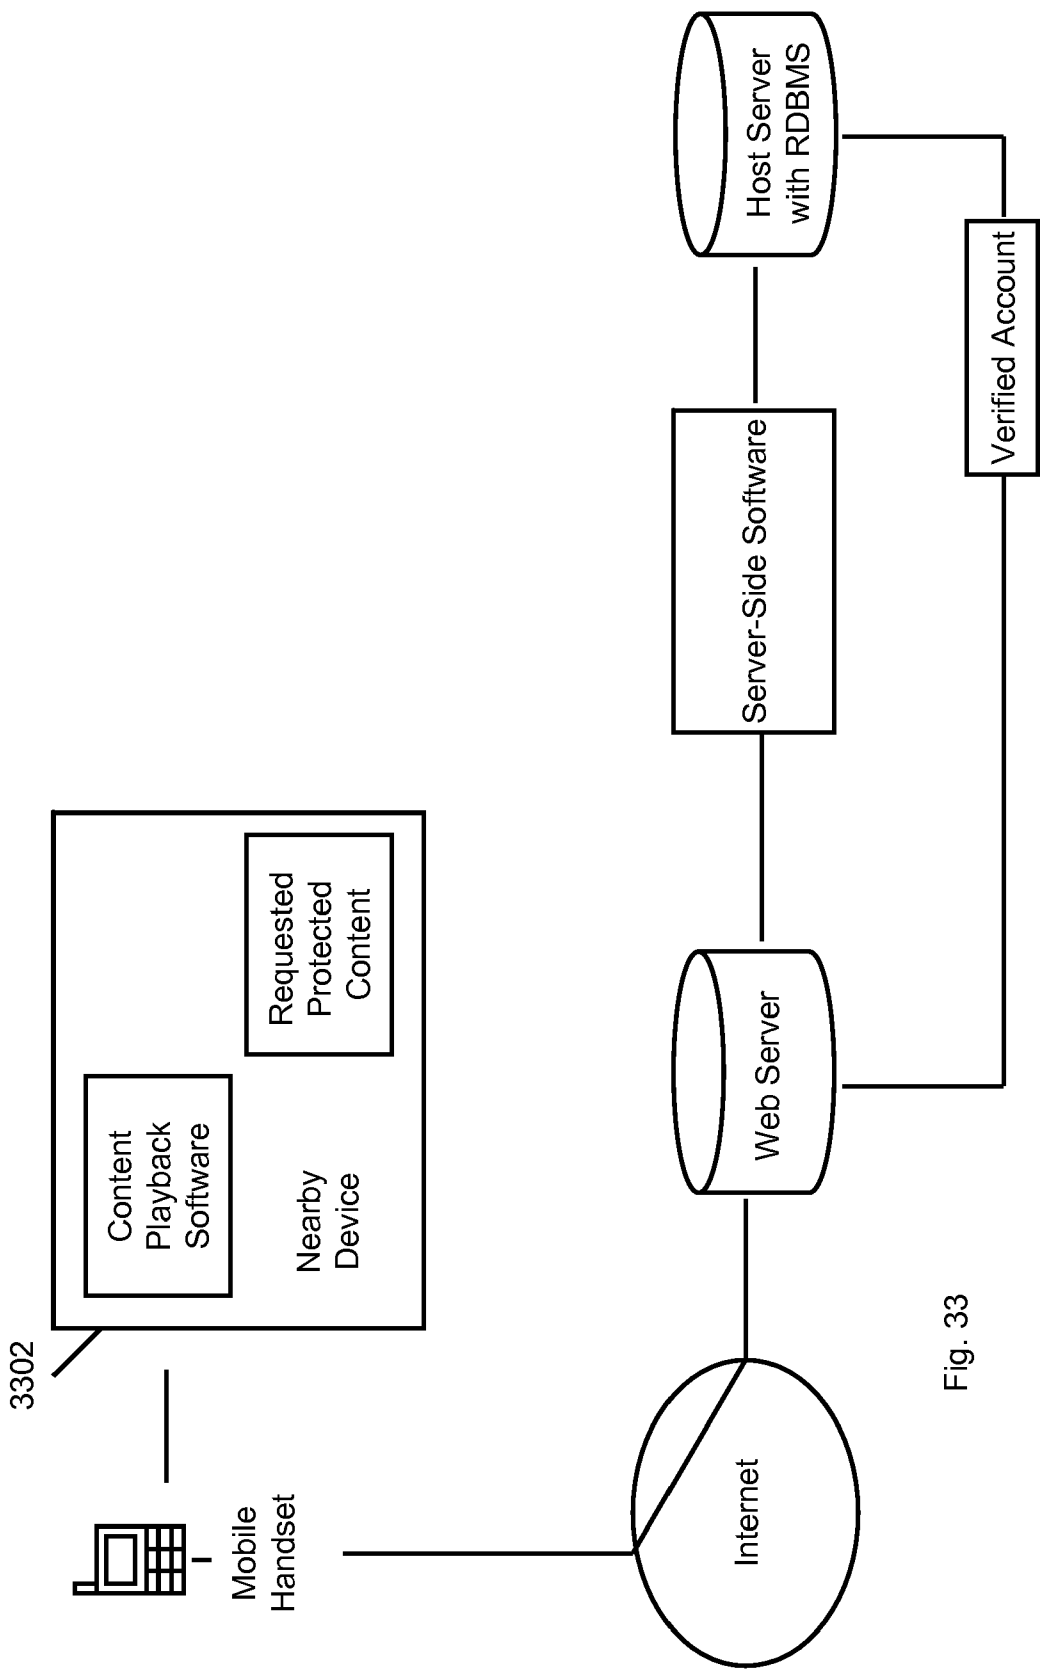 3302
Content
Playback
Software
Requested
Protected
Content
Nearby
Device
Mobile
Handset
Internet
Web Server
Server-Side Software
Host Server
with RDBMS
Verified Account
Fig. 33